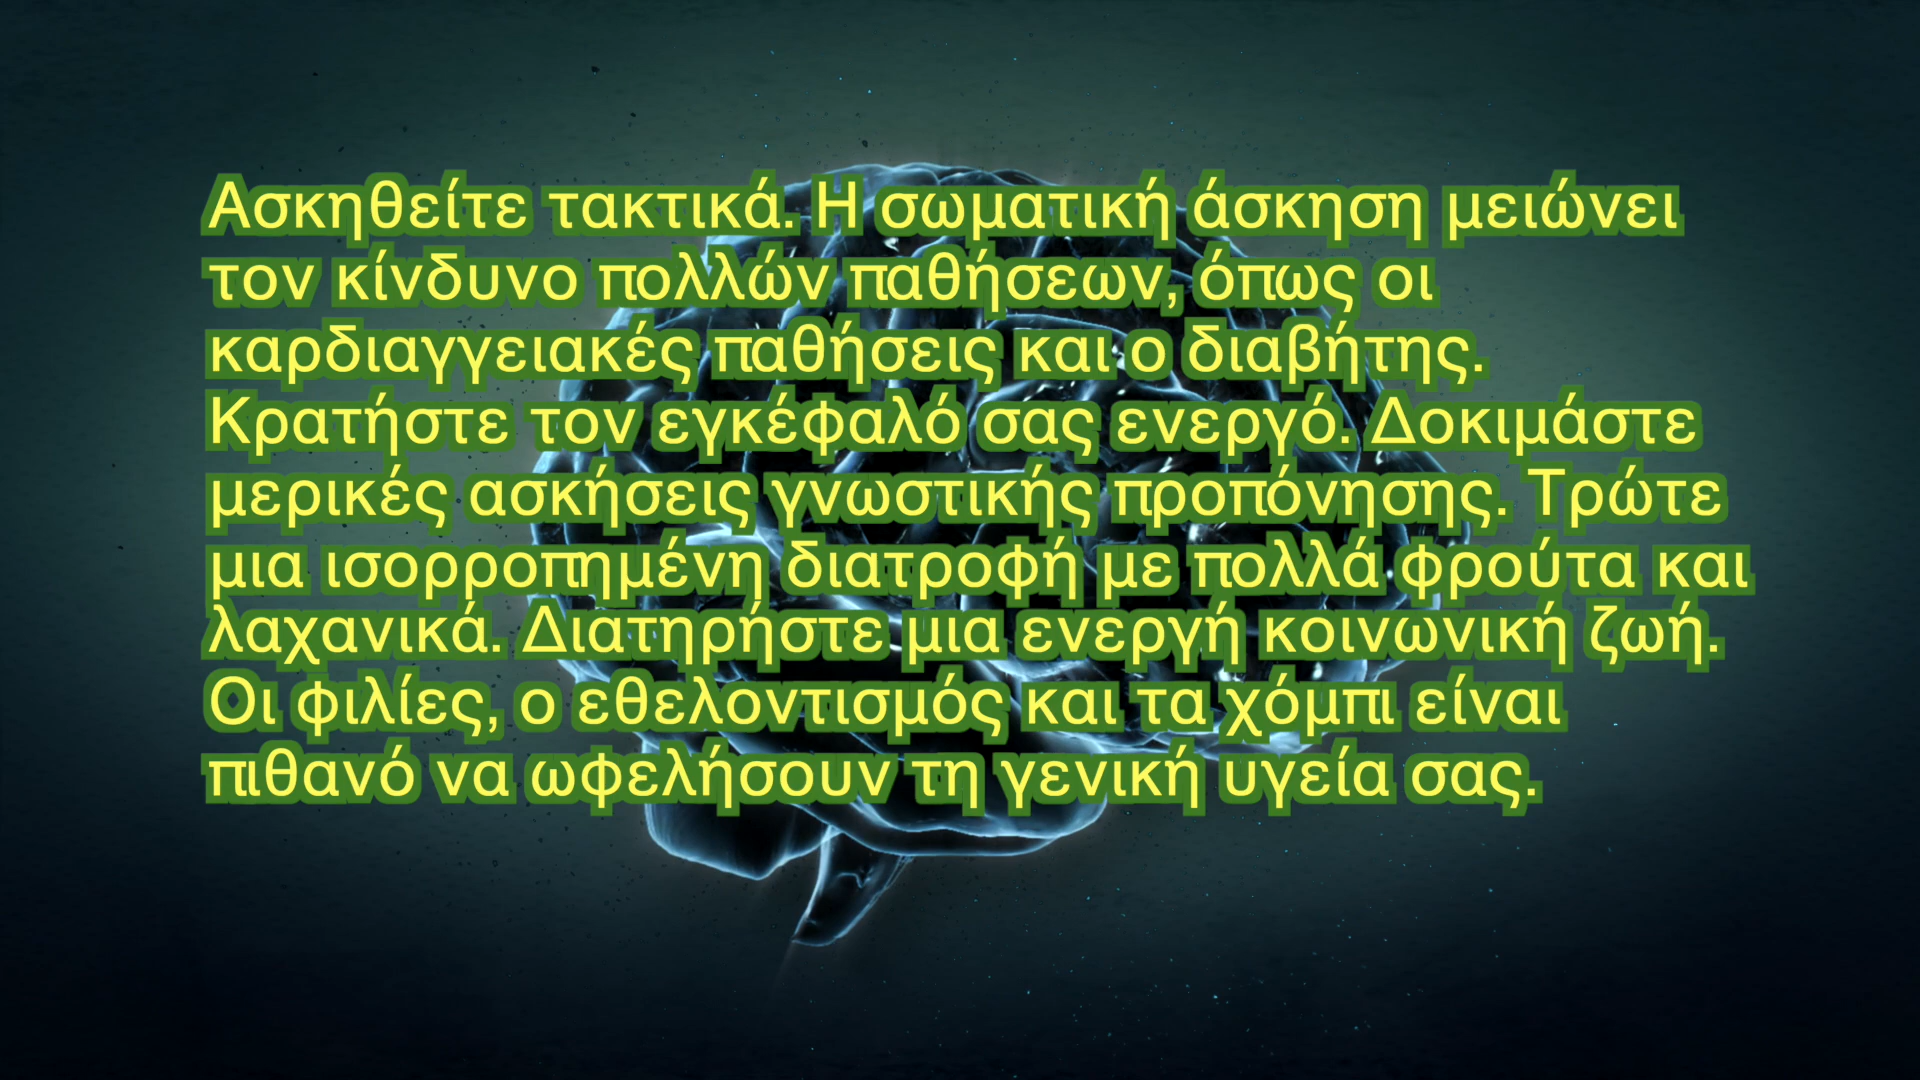 Ασκηθείτε τακτικά. Η σωματική άσκηση μειώνει
τον κίνδυνο πολλών παθήσεων, όπως οι
καρδιαγγειακές παθήσεις και ο διαβήτης.
Κρατήστε τον εγκέφαλό σας ενεργό. Δοκιμάστε
μερικές ασκήσεις γνωστικής προπόνησης. Τρώτε
μια ισορροπημένη διατροφή με πολλά φρούτα και
λαχανικά. Διατηρήστε μια ενεργή κοινωνική ζωή.
Οι φιλίες, ο εθελοντισμός και τα χόμπι είναι
πιθανό να ωφελήσουν τη γενική υγεία σας.